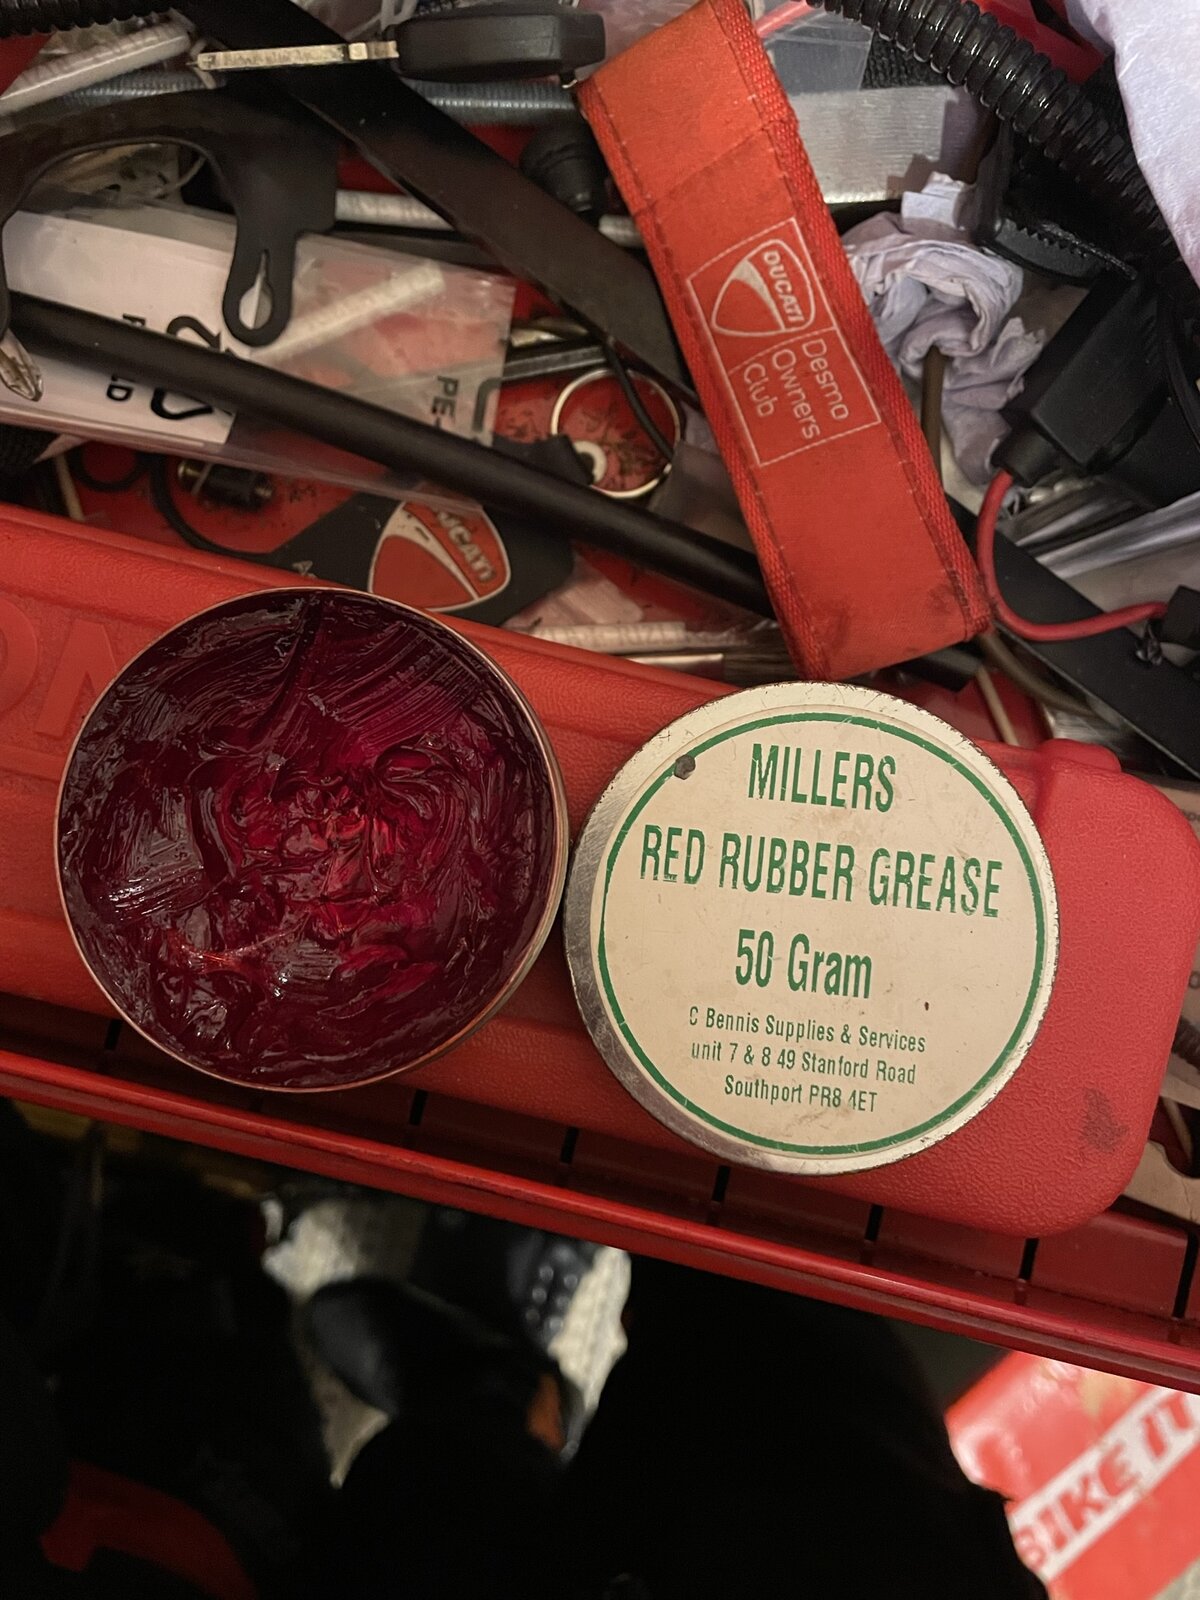 DUCATI
Desmo
Owners
Club
PE-
DUCATI
MILLERS
RED RUBBER GREASE
50 Gram
C Bennis Supplies & Services
unit 7 & 8 49 Stanford Road
Southport PR8 4ET
BIKE IT